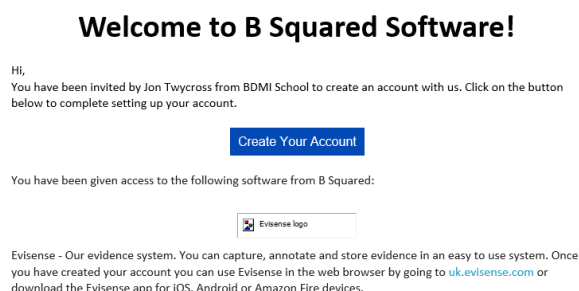 Welcome to B Squared Software!
Hi,
You have been invited by Jon Twycross from BDMI School to create an account with us. Click on the button
below to complete setting up your account.
Create Your Account
You have been given access to the following software from B Squared:
Evisense logo
Evisense - Our evidence system. You can capture, annotate and store evidence in an easy to use system. Once
you have created your account you can use Evisense in the web browser by going to uk.evisense.com or
download the Evisense app for iOS, Android or Amazon Fire devices.